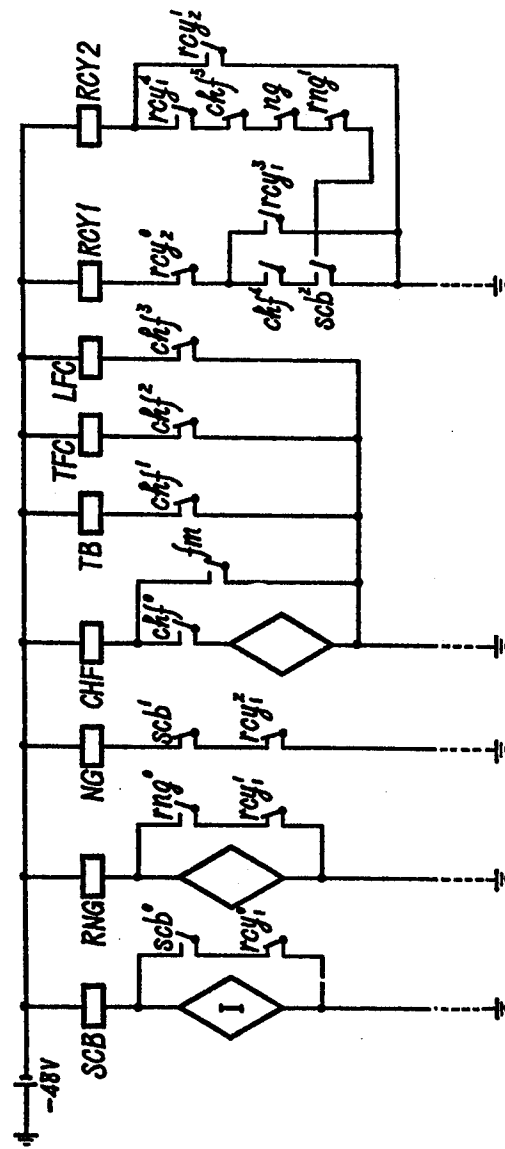 -48V
SCB
RNG
NG
CHF
TB
TFC
LFC
RCY1
RCY2
scb⁰
rcy₁⁰
rng⁰
rcy₁¹
scb¹
rcy₁²
chf⁰
fm
chf¹
chf²
chf³
rcy₂⁰
chf⁴
scb²
rcy₁³
rcy₁⁴
chf⁵
ng
rng¹
rcy₂¹
I